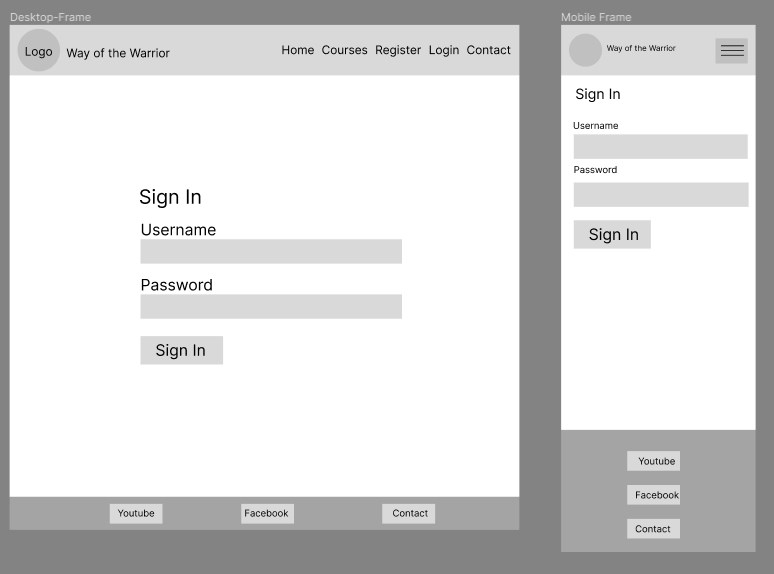 Desktop-Frame
Logo
Way of the Warrior
Home Courses Register Login Contact
Sign In
Username
Password
Sign In
Youtube
Facebook
Contact
Mobile Frame
Way of the Warrior
Sign In
Username
Password
Sign In
Youtube
Facebook
Contact